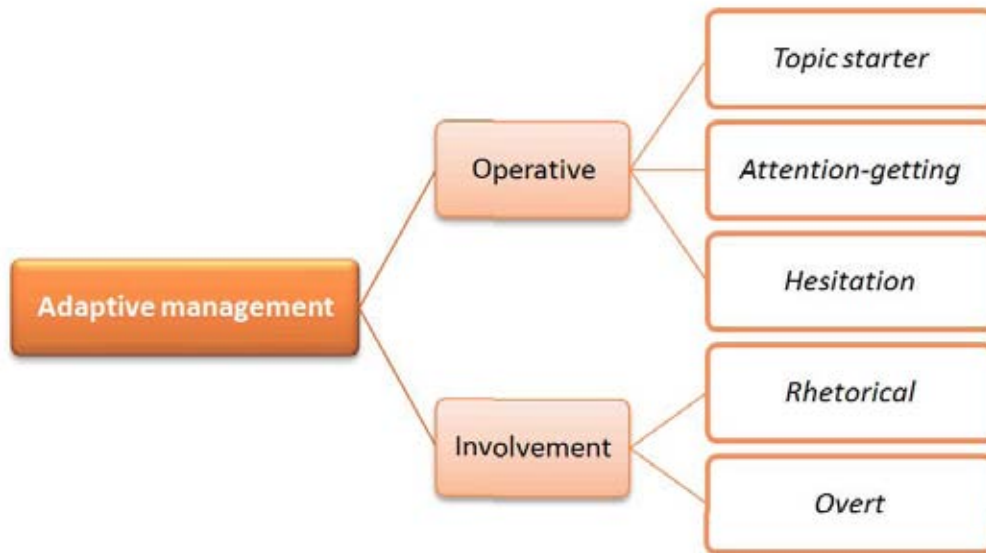 Adaptive management
Operative
Topic starter
Attention-getting
Hesitation
Involvement
Rhetorical
Overt